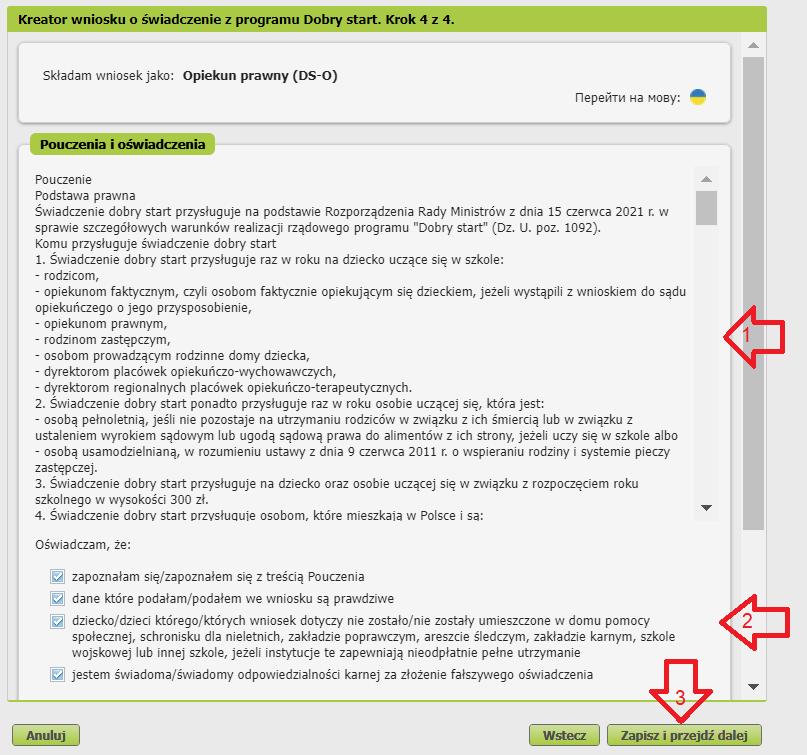 Kreator wniosku o świadczenie z programu Dobry start. Krok 4 z 4.
Składam wniosek jako: Opiekun prawny (DS-O)
Перейти на мову:
Pouczenia i oświadczenia
Pouczenie
Podstawa prawna
Świadczenie dobry start przysługuje na podstawie Rozporządzenia Rady Ministrów z dnia 15 czerwca 2021 r. w
sprawie szczegółowych warunków realizacji rządowego programu "Dobry start" (Dz. U. poz. 1092).
Komu przysługuje świadczenie dobry start
1. Świadczenie dobry start przysługuje raz w roku na dziecko uczące się w szkole:
- rodzicom,
- opiekunom faktycznym, czyli osobom faktycznie opiekującym się dzieckiem, jeżeli wystąpili z wnioskiem do sądu
opiekuńczego o jego przysposobienie,
- opiekunom prawnym,
- rodzinom zastępczym,
- osobom prowadzącym rodzinne domy dziecka,
- dyrektorom placówek opiekuńczo-wychowawczych,
- dyrektorom regionalnych placówek opiekuńczo-terapeutycznych.
2. Świadczenie dobry start ponadto przysługuje raz w roku osobie uczącej się, która jest:
- osobą pełnoletnią, jeśli nie pozostaje na utrzymaniu rodziców w związku z ich śmiercią lub w związku z
ustaleniem wyrokiem sądowym lub ugodą sądową prawa do alimentów z ich strony, jeżeli uczy się w szkole albo
- osobą usamodzielnianą, w rozumieniu ustawy z dnia 9 czerwca 2011 r. o wspieraniu rodziny i systemie pieczy
zastępczej.
3. Świadczenie dobry start przysługuje na dziecko oraz osobie uczącej się w związku z rozpoczęciem roku
szkolnego w wysokości 300 zł.
4. Świadczenie dobry start przysługuje osobom, które mieszkają w Polsce i są:
1
Oświadczam, że:
zapoznałam się/zapoznałem się z treścią Pouczenia
dane które podałam/podałem we wniosku są prawdziwe
dziecko/dzieci którego/których wniosek dotyczy nie zostało/nie zostały umieszczone w domu pomocy
społecznej, schronisku dla nieletnich, zakładzie poprawczym, areszcie śledczym, zakładzie karnym, szkole
wojskowej lub innej szkole, jeżeli instytucje te zapewniają nieodpłatnie pełne utrzymanie
2
jestem świadoma/świadomy odpowiedzialności karnej za złożenie fałszywego oświadczenia
3
Anuluj
Wstecz
Zapisz i przejdź dalej